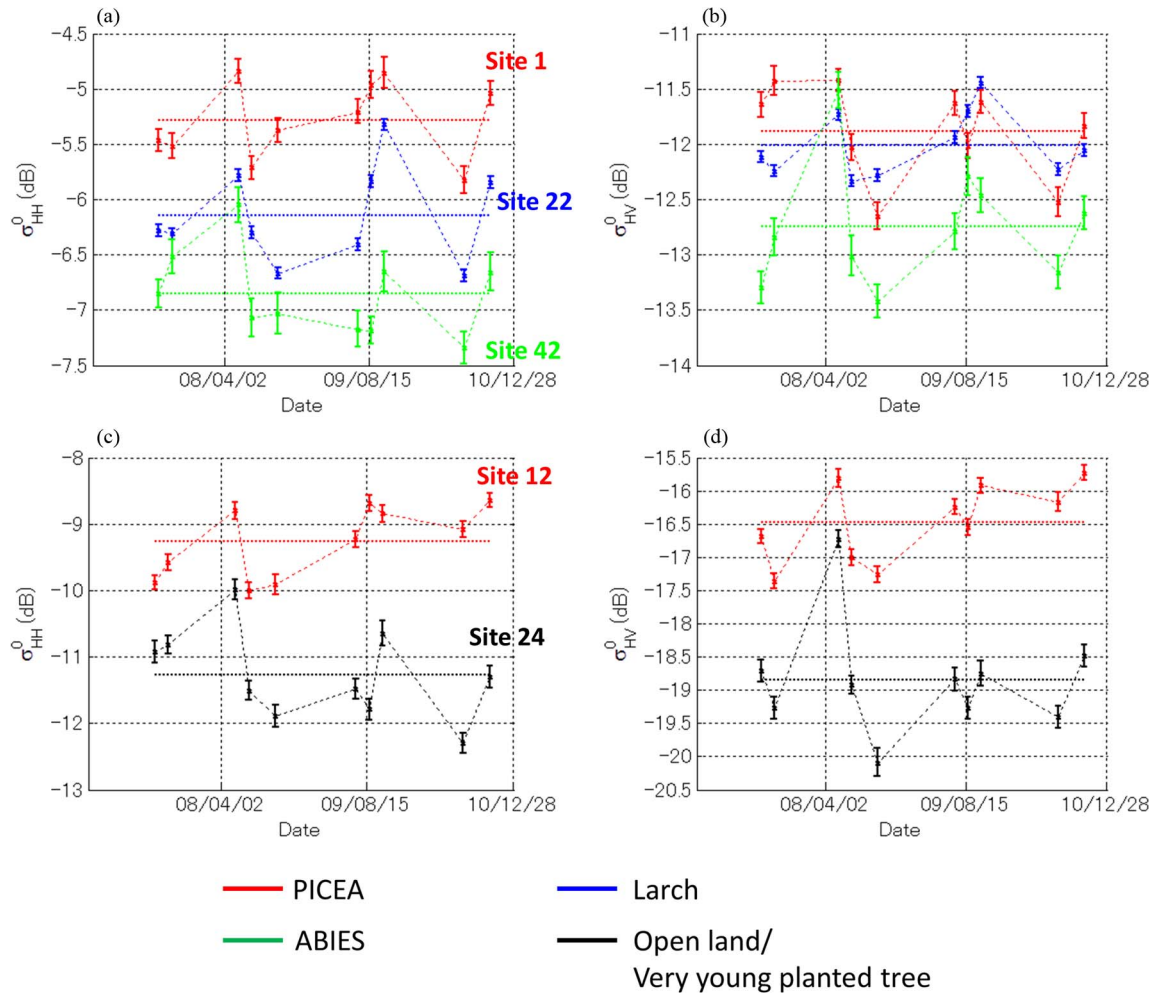 (a)
−4.5
−5
−5.5
−6
−6.5
−7
−7.5
σ⁰HH (dB)
Site 1
Site 22
Site 42
08/04/02 09/08/15 10/12/28
Date
(b)
−11
−11.5
−12
−12.5
−13
−13.5
−14
σ⁰HV (dB)
08/04/02 09/08/15 10/12/28
Date
(c)
−8
−9
−10
−11
−12
−13
σ⁰HH (dB)
Site 12
Site 24
08/04/02 09/08/15 10/12/28
Date
(d)
−15.5
−16
−16.5
−17
−17.5
−18
−18.5
−19
−19.5
−20
−20.5
σ⁰HV (dB)
08/04/02 09/08/15 10/12/28
Date
PICEA
ABIES
Larch
Open land/
Very young planted tree